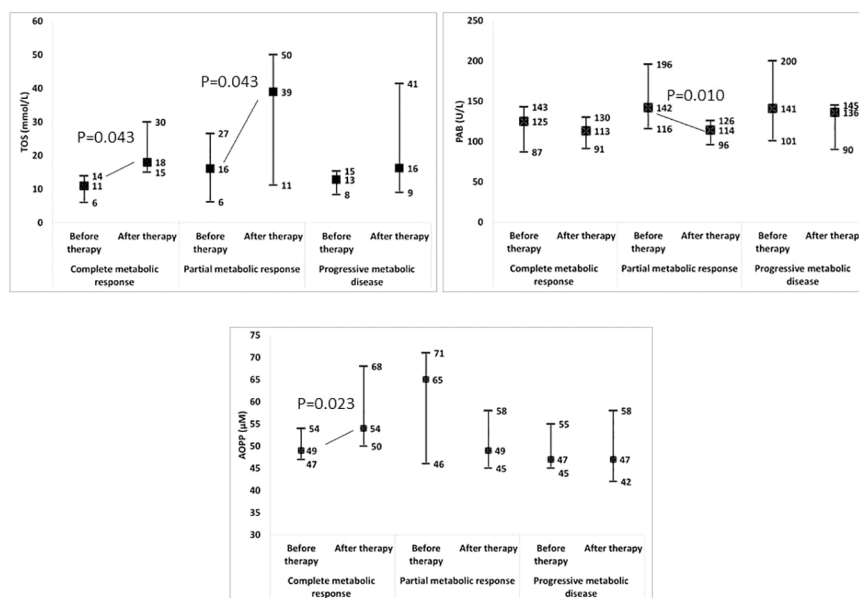 60
50
40
30
20
10
0
TOS (mmol/L)
P=0.043
P=0.043
14
11
6
30
18
15
27
16
6
50
39
11
15
13
8
41
16
9
Before therapy
After therapy
Before therapy
After therapy
Before therapy
After therapy
Complete metabolic response
Partial metabolic response
Progressive metabolic disease
250
200
150
100
50
0
PAB (U/L)
P=0.010
143
125
87
130
113
91
196
142
116
126
114
96
200
141
101
145
136
90
Before therapy
After therapy
Before therapy
After therapy
Before therapy
After therapy
Complete metabolic response
Partial metabolic response
Progressive metabolic disease
75
70
65
60
55
50
45
40
35
30
AOPP (µM)
P=0.023
54
49
47
68
54
50
71
65
46
58
49
45
55
47
45
58
47
42
Before therapy
After therapy
Before therapy
After therapy
Before therapy
After therapy
Complete metabolic response
Partial metabolic response
Progressive metabolic disease